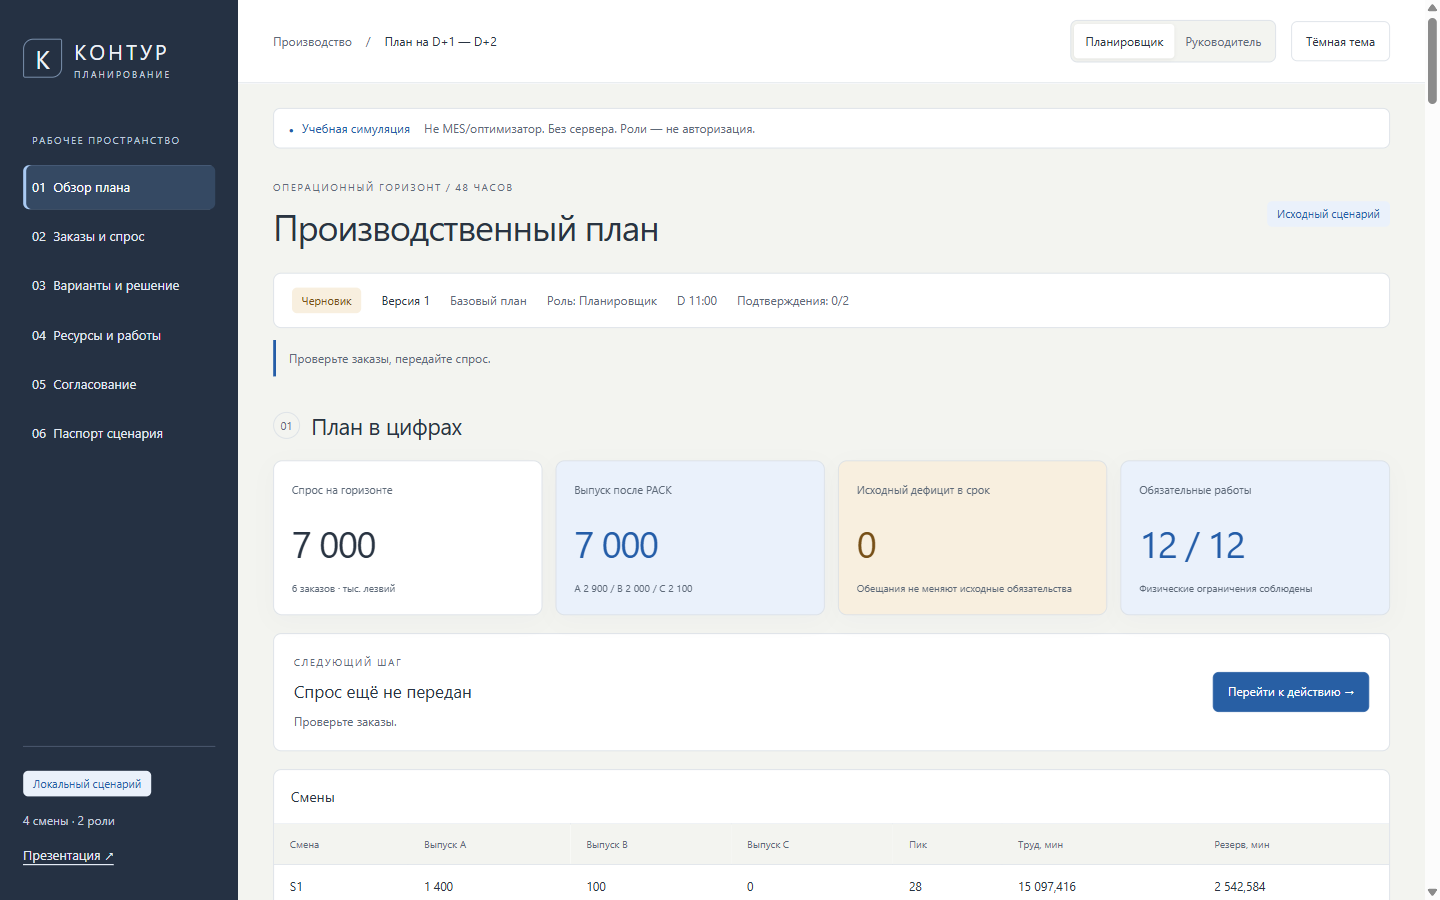 К
КОНТУР
ПЛАНИРОВАНИЕ
РАБОЧЕЕ ПРОСТРАНСТВО
01 Обзор плана
02 Заказы и спрос
03 Варианты и решение
04 Ресурсы и работы
05 Согласование
06 Паспорт сценария
Локальный сценарий
4 смены · 2 роли
Презентация ↗
Производство / План на D+1 — D+2
Планировщик Руководитель Тёмная тема
• Учебная симуляция Не MES/оптимизатор. Без сервера. Роли — не авторизация.
ОПЕРАЦИОННЫЙ ГОРИЗОНТ / 48 ЧАСОВ
Производственный план
Исходный сценарий
Черновик Версия 1 Базовый план Роль: Планировщик D 11:00 Подтверждения: 0/2
Проверьте заказы, передайте спрос.
01 План в цифрах
Спрос на горизонте
7 000
6 заказов · тыс. лезвий
Выпуск после РАСК
7 000
A 2 900 / B 2 000 / C 2 100
Исходный дефицит в срок
0
Обещания не меняют исходные обязательства
Обязательные работы
12 / 12
Физические ограничения соблюдены
СЛЕДУЮЩИЙ ШАГ
Спрос ещё не передан
Проверьте заказы.
Перейти к действию →
Смены
Смена Выпуск A Выпуск B Выпуск C Пик Труд, мин Резерв, мин
S1 1 400 100 0 28 15 097,416 2 542,584